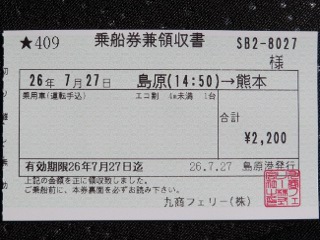 ★409 乗船券兼領収書 SB2-8027
様
26年 7月27日 島原(14:50)→熊本
乗用車(運転手込) エコ割 4m未満 1台
合計
¥2,200
有効期限26年7月27日迄 26.7.27 島原港発行
上記の金額を正に領収致しました。
ご乗船前に、本券裏面を必ずお読み下さい。
九商フェリー(株)